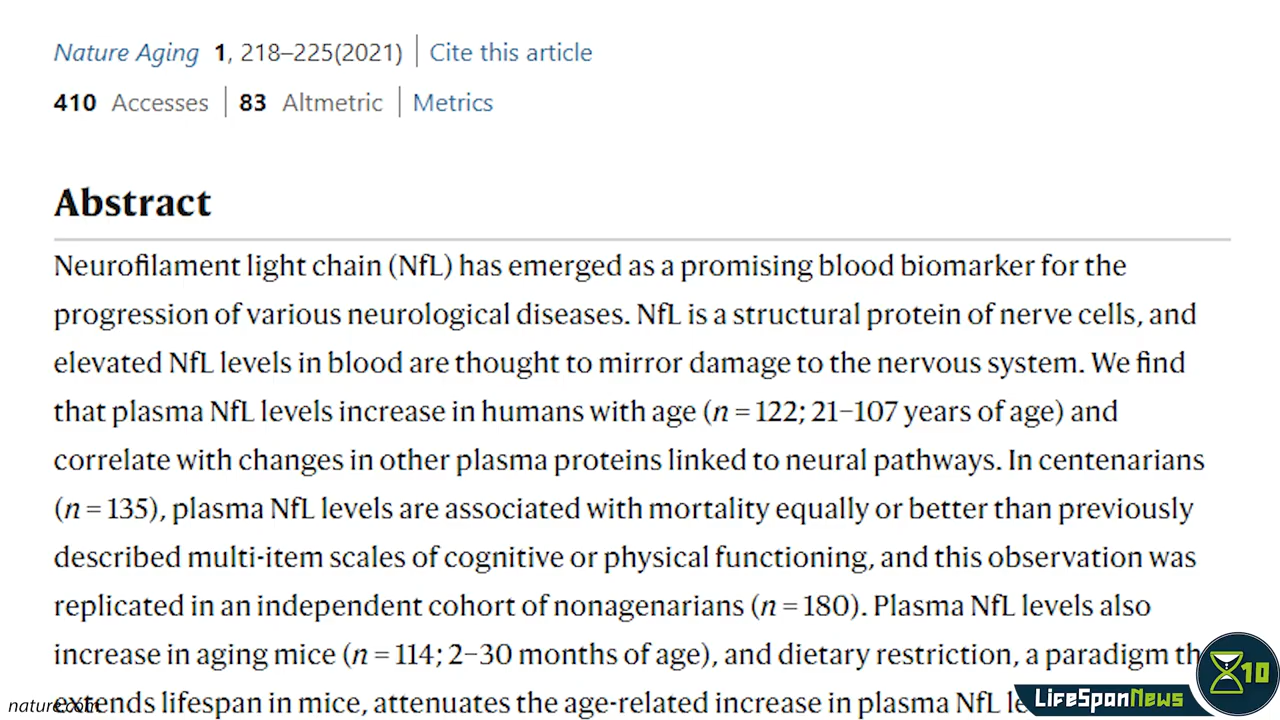 Nature Aging 1, 218–225(2021) Cite this article
410 Accesses 83 Altmetric Metrics
Abstract
Neurofilament light chain (NfL) has emerged as a promising blood biomarker for the
progression of various neurological diseases. NfL is a structural protein of nerve cells, and
elevated NfL levels in blood are thought to mirror damage to the nervous system. We find
that plasma NfL levels increase in humans with age (n = 122; 21–107 years of age) and
correlate with changes in other plasma proteins linked to neural pathways. In centenarians
(n = 135), plasma NfL levels are associated with mortality equally or better than previously
described multi-item scales of cognitive or physical functioning, and this observation was
replicated in an independent cohort of nonagenarians (n = 180). Plasma NfL levels also
increase in aging mice (n = 114; 2–30 months of age), and dietary restriction, a paradigm
lifespan in mice, attenuates the age-related increase in plasma NfL
nature.com
LifeSpanNews
10